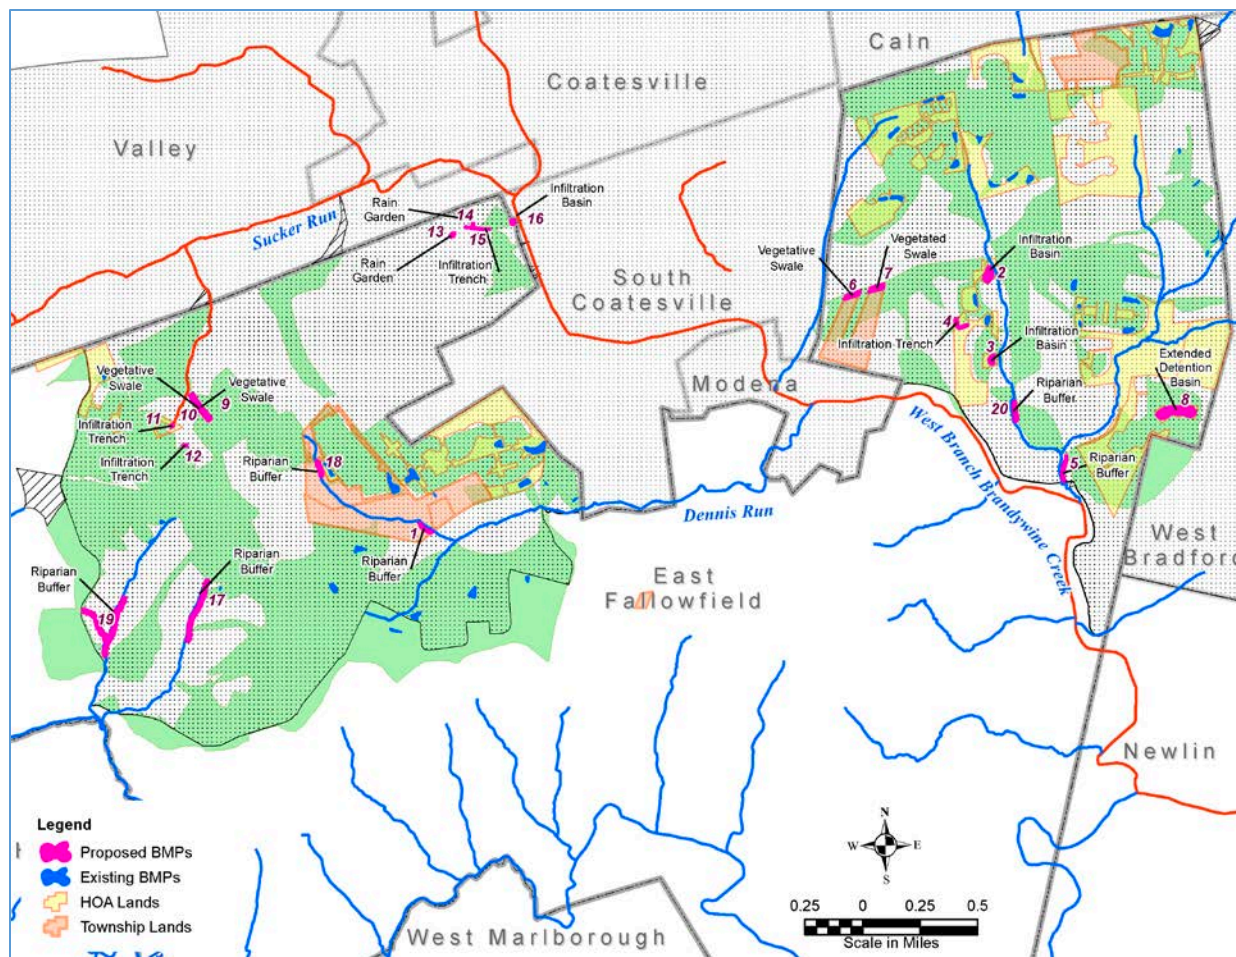 Caln
Coatesville
Valley
Rain
Garden
14
Infiltration
Basin
16
Sucker Run
13
15
Rain
Garden
Infiltration
Trench
South
Coatesville
Vegetative
Swale
Vegetated
Swale
6
7
Infiltration
Basin
2
4
Infiltration Trench
3
Infiltration
Basin
Extended
Detention
Basin
8
Modena
Riparian
Buffer
20
Vegetative
Swale
Vegetative
Swale
10
9
11
Infiltration
Trench
Infiltration
Trench
12
Riparian
Buffer
18
West Branch Brandywine Creek
5
Riparian
Buffer
Dennis Run
1
Riparian
Buffer
West
Bradford
Riparian
Buffer
Riparian
Buffer
19
17
East
Fallowfield
Newlin
Legend
Proposed BMPs
Existing BMPs
HOA Lands
Township Lands
N
W
E
S
0.25
0
0.25
0.5
Scale in Miles
West Marlborough